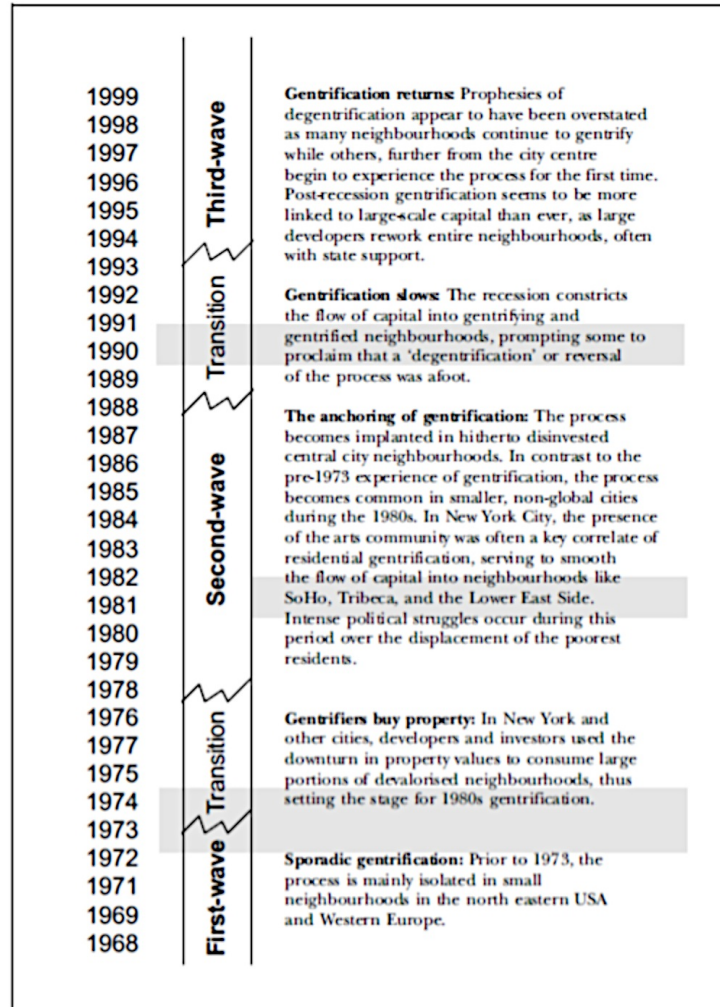 1999
1998
1997
1996
1995
1994
1993
1992
1991
1990
1989
1988
1987
1986
1985
1984
1983
1982
1981
1980
1979
1978
1976
1977
1975
1974
1973
1972
1971
1969
1968
Third-wave
Transition
Second-wave
Transition
First-wave
Gentrification returns: Prophesies of
degentrification appear to have been overstated
as many neighbourhoods continue to gentrify
while others, further from the city centre
begin to experience the process for the first time.
Post-recession gentrification seems to be more
linked to large-scale capital than ever, as large
developers rework entire neighbourhoods, often
with state support.
Gentrification slows: The recession constricts
the flow of capital into gentrifying and
gentrified neighbourhoods, prompting some to
proclaim that a ‘degentrification’ or reversal
of the process was afoot.
The anchoring of gentrification: The process
becomes implanted in hitherto disinvested
central city neighbourhoods. In contrast to the
pre-1973 experience of gentrification, the process
becomes common in smaller, non-global cities
during the 1980s. In New York City, the presence
of the arts community was often a key correlate of
residential gentrification, serving to smooth
the flow of capital into neighbourhoods like
SoHo, Tribeca, and the Lower East Side.
Intense political struggles occur during this
period over the displacement of the poorest
residents.
Gentrifiers buy property: In New York and
other cities, developers and investors used the
downturn in property values to consume large
portions of devalorised neighbourhoods, thus
setting the stage for 1980s gentrification.
Sporadic gentrification: Prior to 1973, the
process is mainly isolated in small
neighbourhoods in the north eastern USA
and Western Europe.